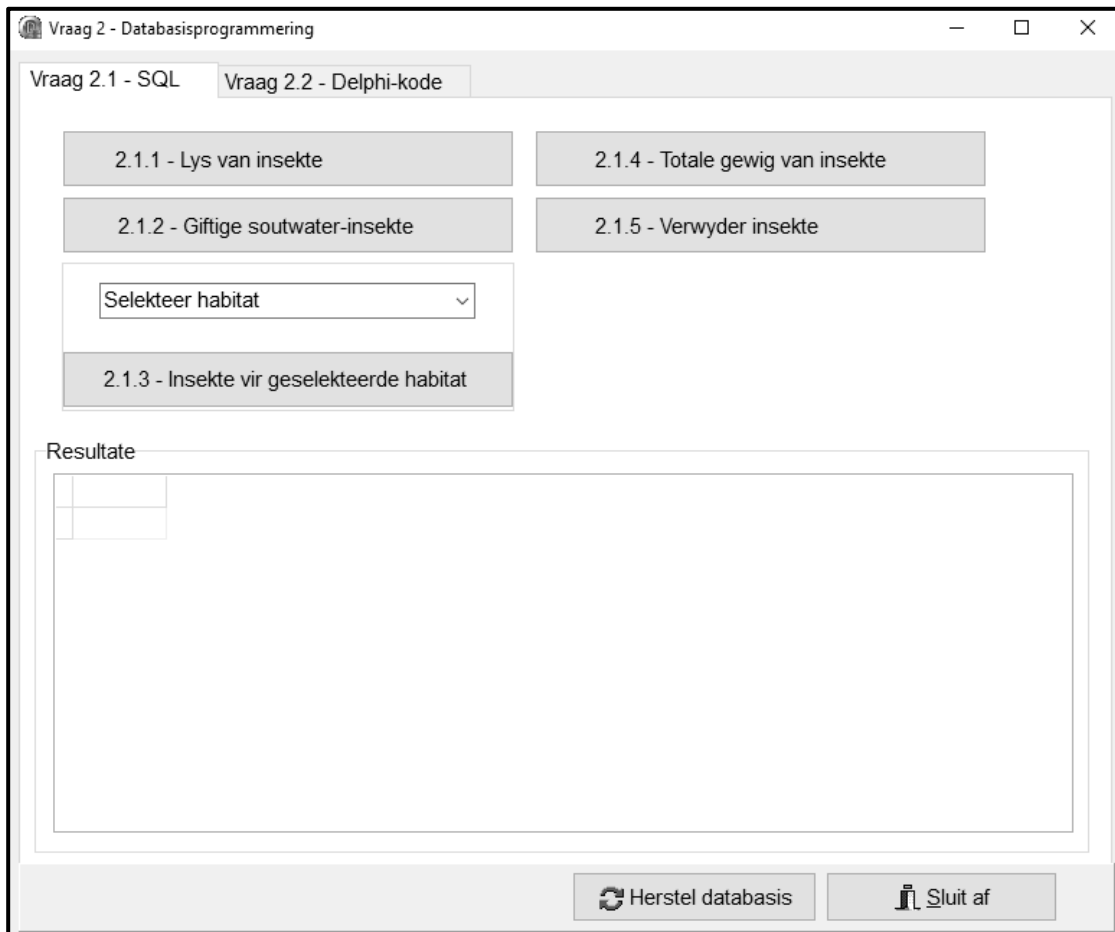 Vraag 2 - Databasisprogrammering
Vraag 2.1 - SQL
Vraag 2.2 - Delphi-kode
2.1.1 - Lys van insekte
2.1.4 - Totale gewig van insekte
2.1.2 - Giftige soutwater-insekte
2.1.5 - Verwyder insekte
Selekteer habitat
2.1.3 - Insekte vir geselekteerde habitat
Resultate
Herstel databasis
Sluit af